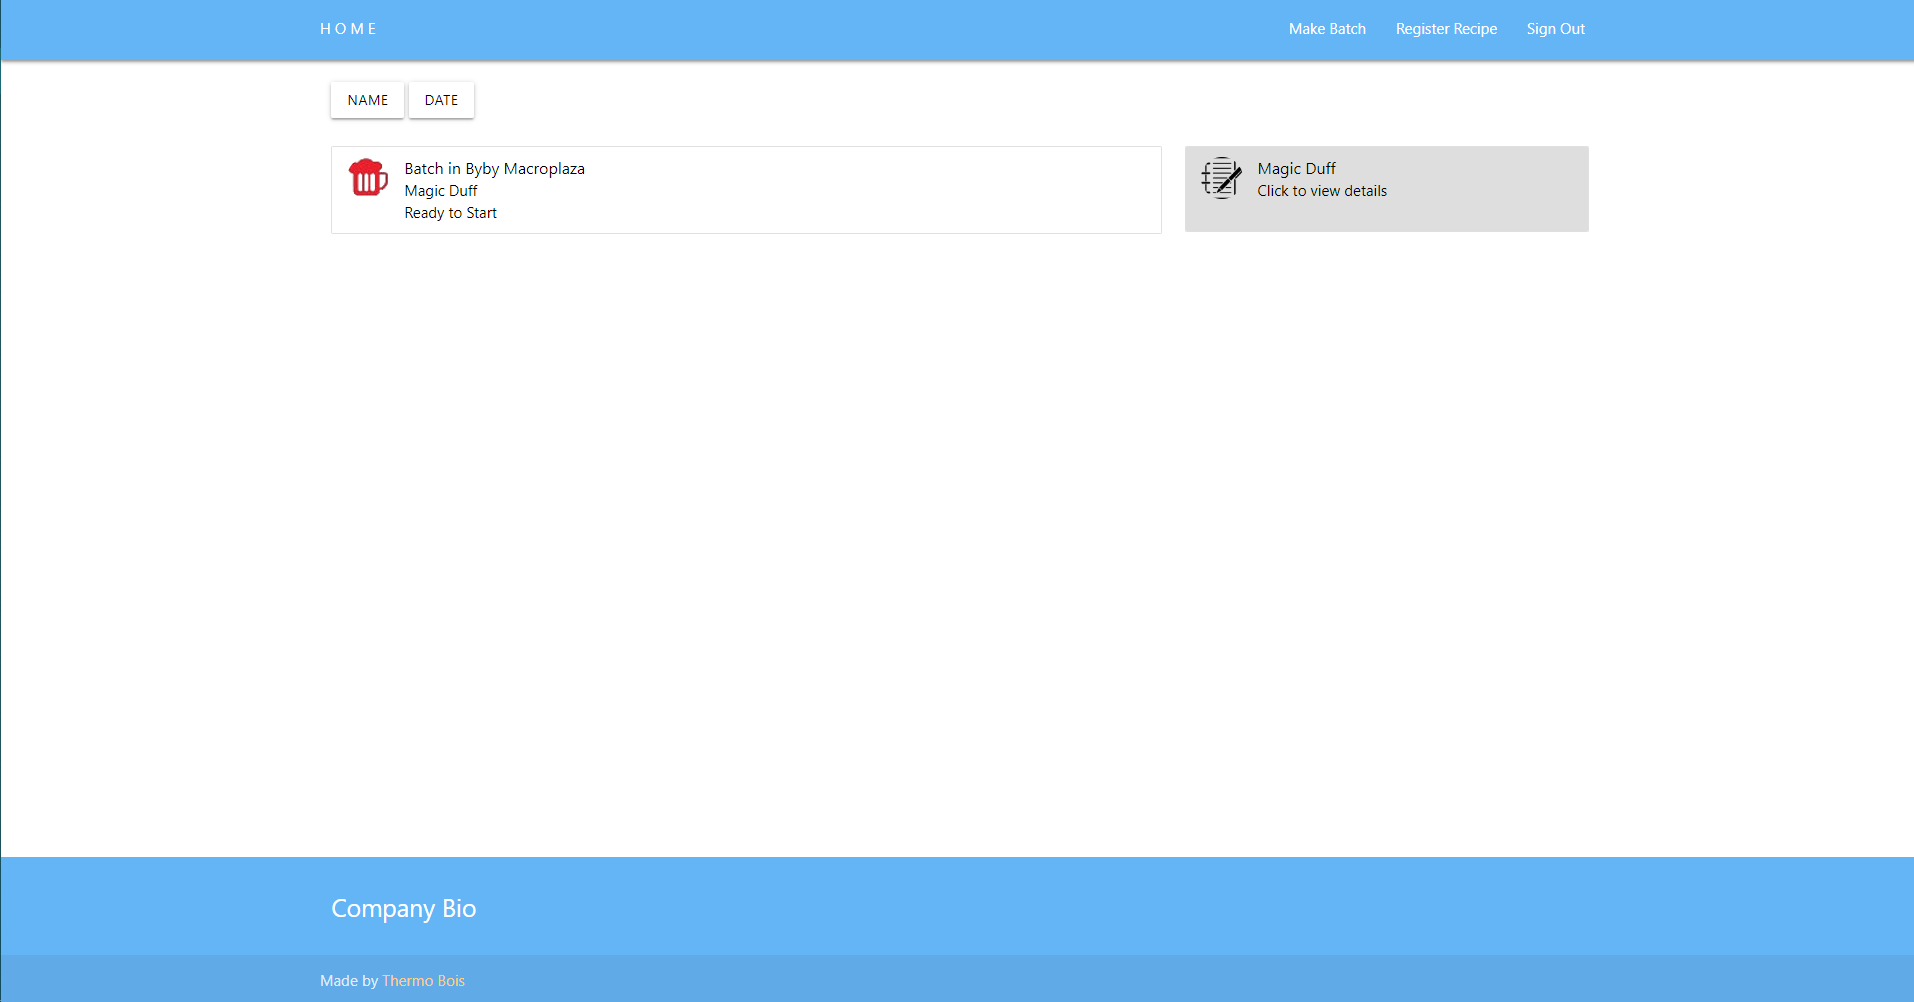 HOME
Make Batch Register Recipe Sign Out
NAME DATE
Batch in Byby Macroplaza
Magic Duff
Ready to Start
Magic Duff
Click to view details
Company Bio
Made by Thermo Bois